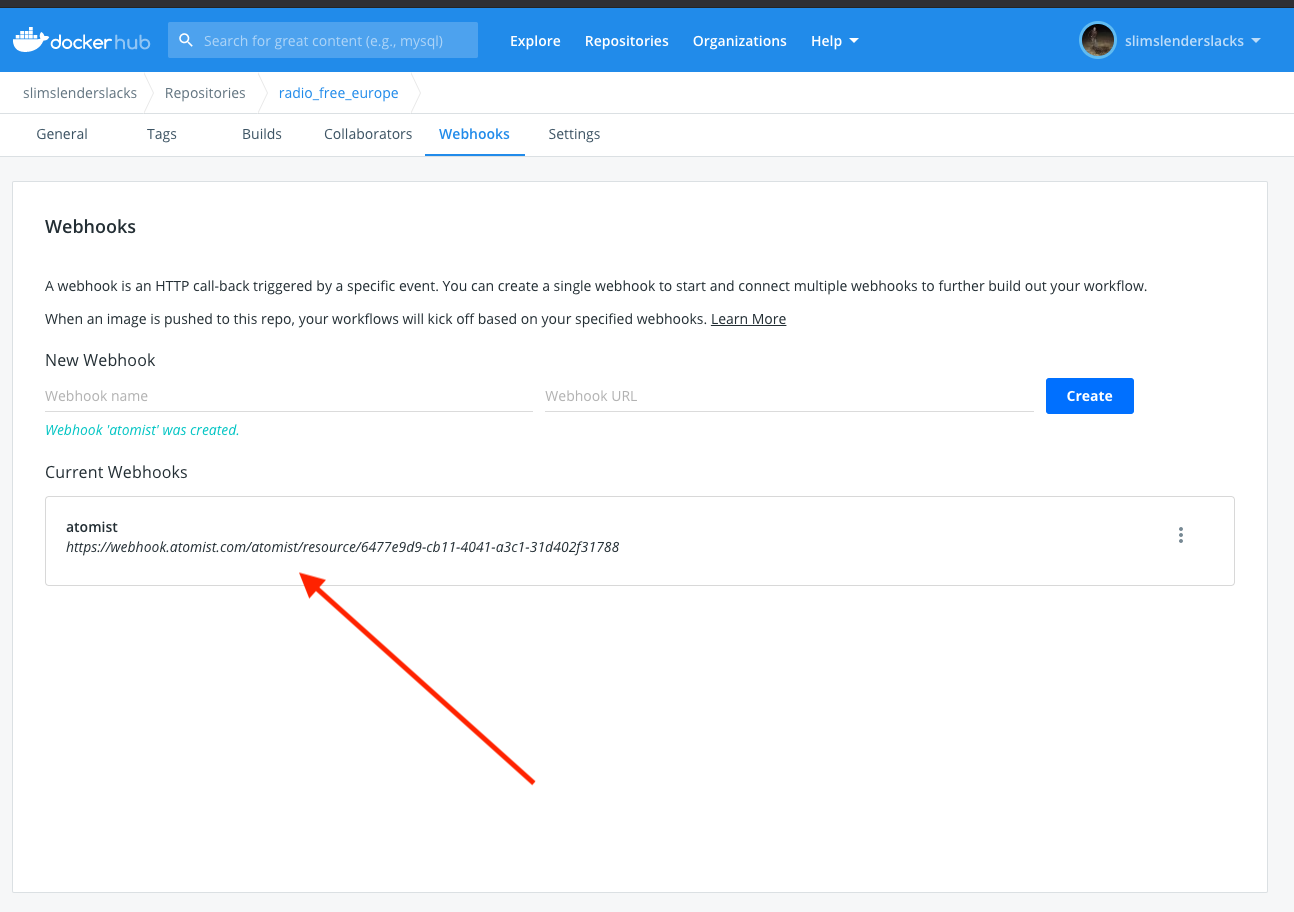 docker hub
Search for great content (e.g., mysql)
Explore
Repositories
Organizations
Help
slimslenderslacks
slimslenderslacks
Repositories
radio_free_europe
General
Tags
Builds
Collaborators
Webhooks
Settings
Webhooks
A webhook is an HTTP call-back triggered by a specific event. You can create a single webhook to start and connect multiple webhooks to further build out your workflow.
When an image is pushed to this repo, your workflows will kick off based on your specified webhooks. Learn More
New Webhook
Webhook name
Webhook URL
Create
Webhook 'atomist' was created.
Current Webhooks
atomist
https://webhook.atomist.com/atomist/resource/6477e9d9-cb11-4041-a3c1-31d402f31788